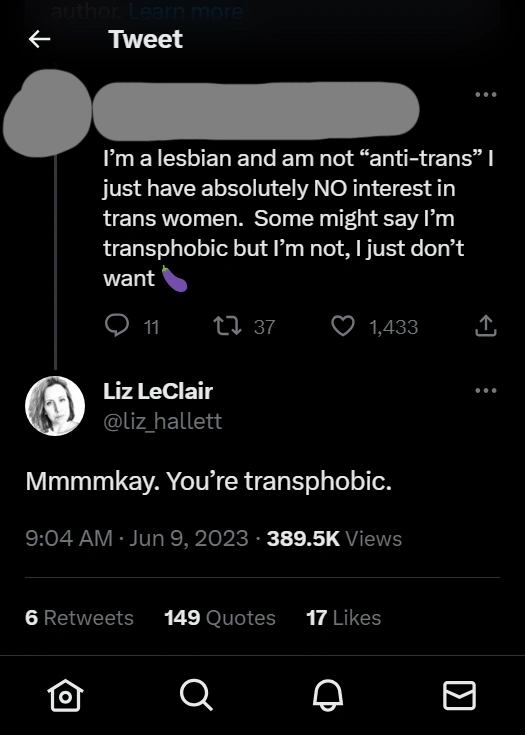 author. Learn more
Tweet
I'm a lesbian and am not “anti-trans” I
just have absolutely NO interest in
trans women. Some might say I'm
transphobic but I'm not, I just don't
want 🍆
11 37 1,433
Liz LeClair
@liz_hallett
Mmmmkay. You're transphobic.
9:04 AM · Jun 9, 2023 · 389.5K Views
6 Retweets 149 Quotes 17 Likes